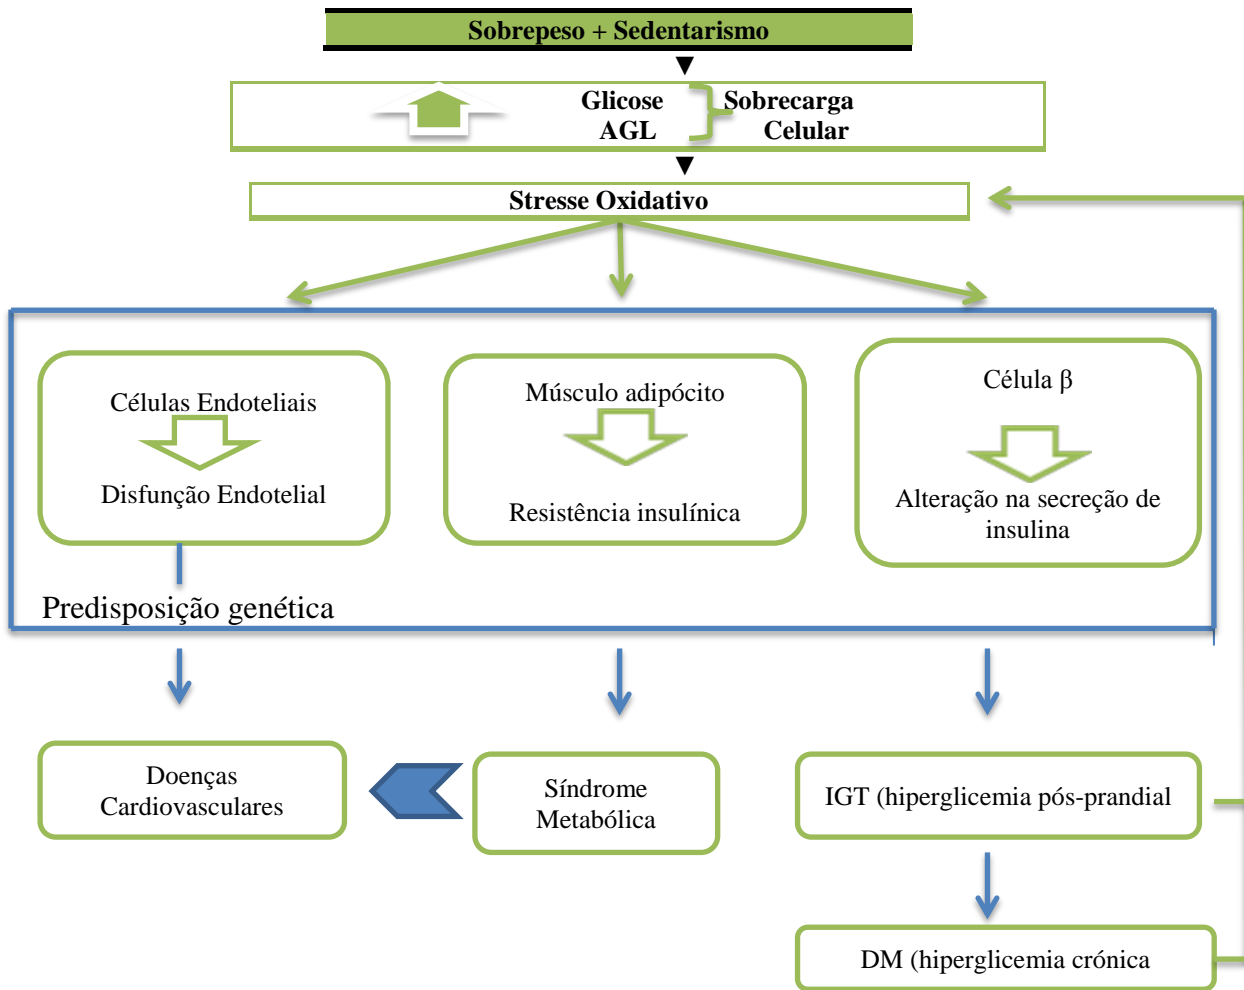 Sobrepeso + Sedentarismo
Glicose Sobrecarga
AGL Celular
Stresse Oxidativo
Células Endoteliais
Disfunção Endotelial
Músculo adipócito
Resistência insulínica
Célula β
Alteração na secreção de
insulina
Predisposição genética
Doenças
Cardiovasculares
Síndrome
Metabólica
IGT (hiperglicemia pós-prandial
DM (hiperglicemia crónica